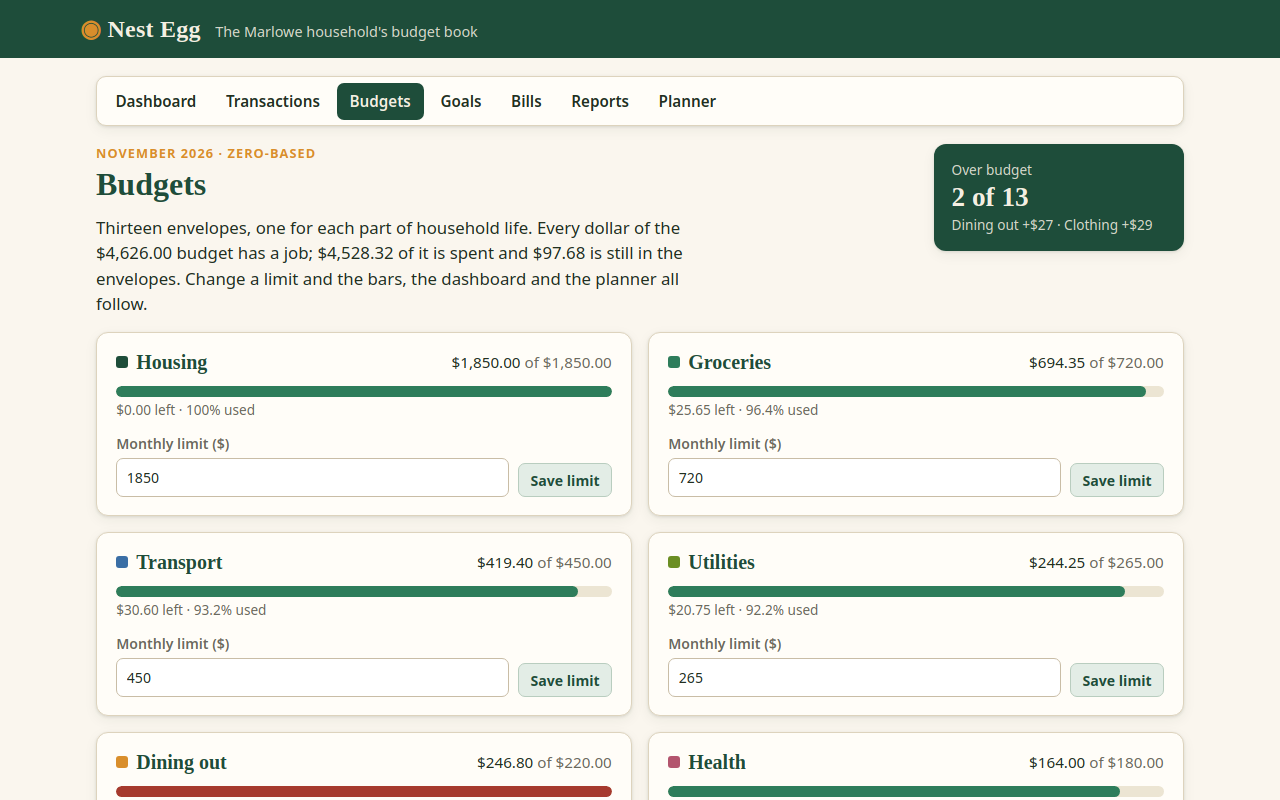 Nest Egg The Marlowe household's budget book
Dashboard Transactions Budgets Goals Bills Reports Planner
NOVEMBER 2026 · ZERO-BASED
Budgets
Thirteen envelopes, one for each part of household life. Every dollar of the
$4,626.00 budget has a job; $4,528.32 of it is spent and $97.68 is still in the
envelopes. Change a limit and the bars, the dashboard and the planner all
follow.
Over budget
2 of 13
Dining out +$27 · Clothing +$29
Housing $1,850.00 of $1,850.00
$0.00 left · 100% used
Monthly limit ($)
1850 Save limit
Groceries $694.35 of $720.00
$25.65 left · 96.4% used
Monthly limit ($)
720 Save limit
Transport $419.40 of $450.00
$30.60 left · 93.2% used
Monthly limit ($)
450 Save limit
Utilities $244.25 of $265.00
$20.75 left · 92.2% used
Monthly limit ($)
265 Save limit
Dining out $246.80 of $220.00
Health $164.00 of $180.00